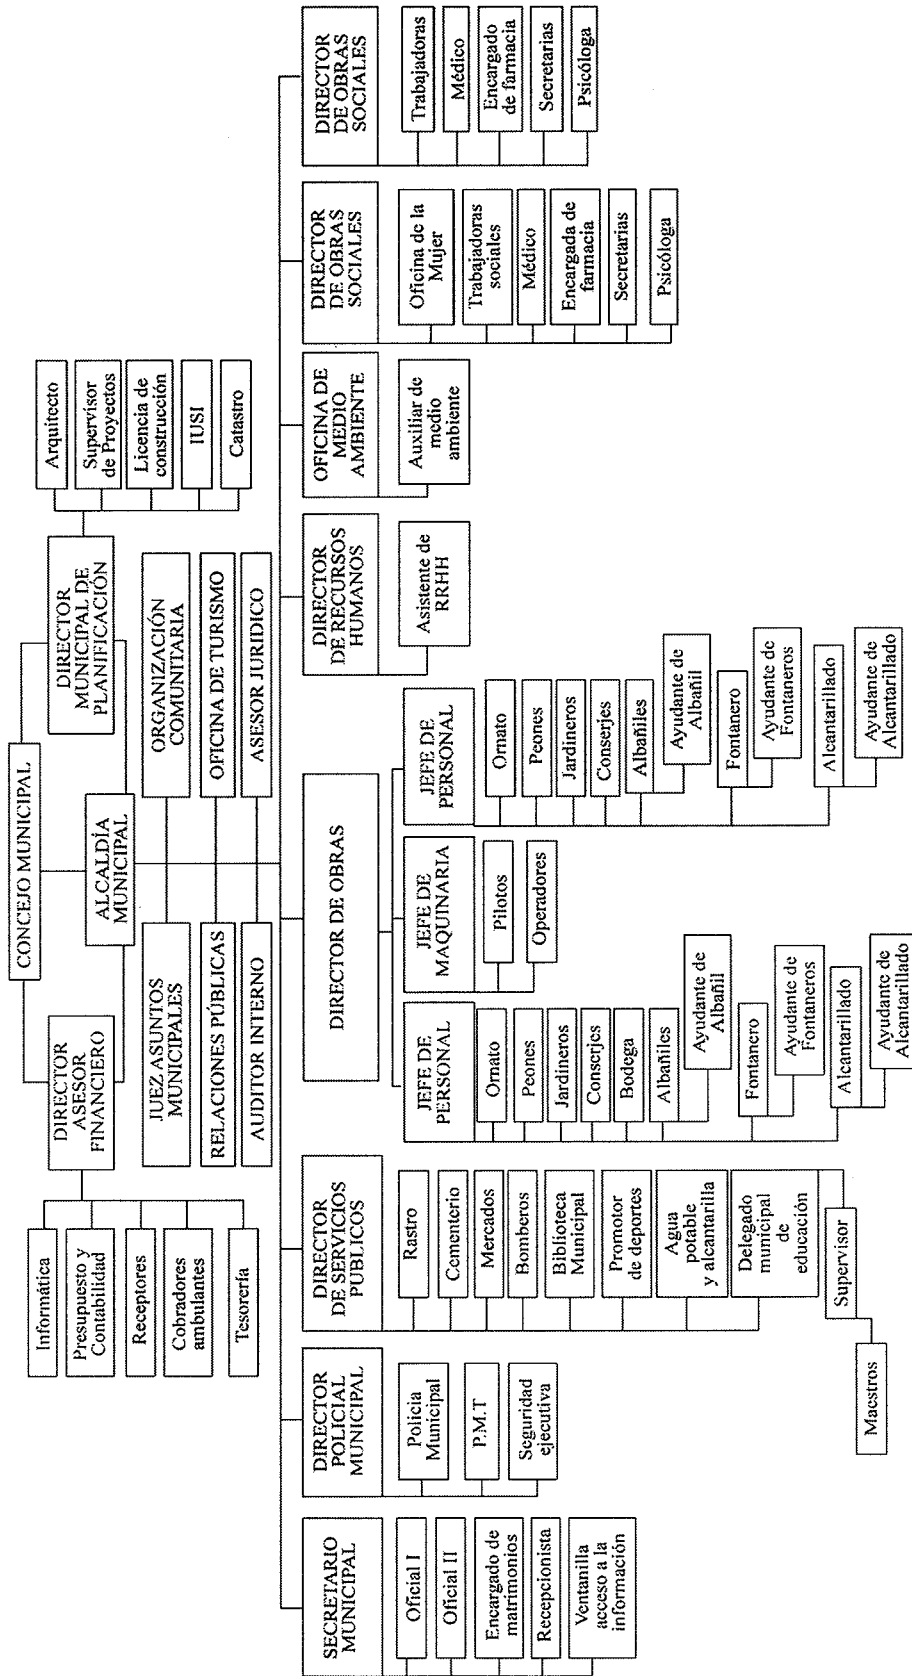 CONCEJO MUNICIPAL
DIRECTOR
ASESOR
FINANCIERO
ALCALDÍA
MUNICIPAL
DIRECTOR
MUNICIPAL DE
PLANIFICACIÓN
Informática
Presupuesto y
Contabilidad
Receptores
Cobradores
ambulantes
Tesorería
Arquitecto
Supervisor
de Proyectos
Licencia de
construcción
IUSI
Catastro
JUEZ ASUNTOS
MUNICIPALES
ORGANIZACIÓN
COMUNITARIA
RELACIONES PÚBLICAS
OFICINA DE TURISMO
AUDITOR INTERNO
ASESOR JURIDICO
SECRETARIO
MUNICIPAL
Oficial I
Oficial II
Encargado de
matrimonios
Recepcionista
Ventanilla
acceso a la
información
DIRECTOR
POLICIAL
MUNICIPAL
Policia
Municipal
P.M.T
Seguridad
ejecutiva
DIRECTOR
DE SERVICIOS
PUBLICOS
Rastro
Cementerio
Mercados
Bomberos
Biblioteca
Municipal
Promotor
de deportes
Agua
potable
y alcantarilla
Delegado
municipal
de
educación
Supervisor
Maestros
DIRECTOR DE OBRAS
JEFE DE
PERSONAL
Ornato
Peones
Jardineros
Conserjes
Bodega
Albañiles
Ayudante de
Albañil
Fontanero
Ayudante de
Fontaneros
Alcantarillado
Ayudante de
Alcantarillado
JEFE DE
MAQUINARIA
Pilotos
Operadores
JEFE DE
PERSONAL
Ornato
Peones
Jardineros
Conserjes
Albañiles
Ayudante de
Albañil
Fontanero
Ayudante de
Fontaneros
Alcantarillado
Ayudante de
Alcantarillado
DIRECTOR
DE RECURSOS
HUMANOS
Asistente de
RRHH
OFICINA DE
MEDIO
AMBIENTE
Auxiliar de
medio
ambiente
DIRECTOR
DE OBRAS
SOCIALES
Oficina de la
Mujer
Trabajadoras
sociales
Médico
Encargada de
farmacia
Secretarias
Psicóloga
DIRECTOR
DE OBRAS
SOCIALES
Trabajadoras
Médico
Encargado
de farmacia
Secretarias
Psicóloga